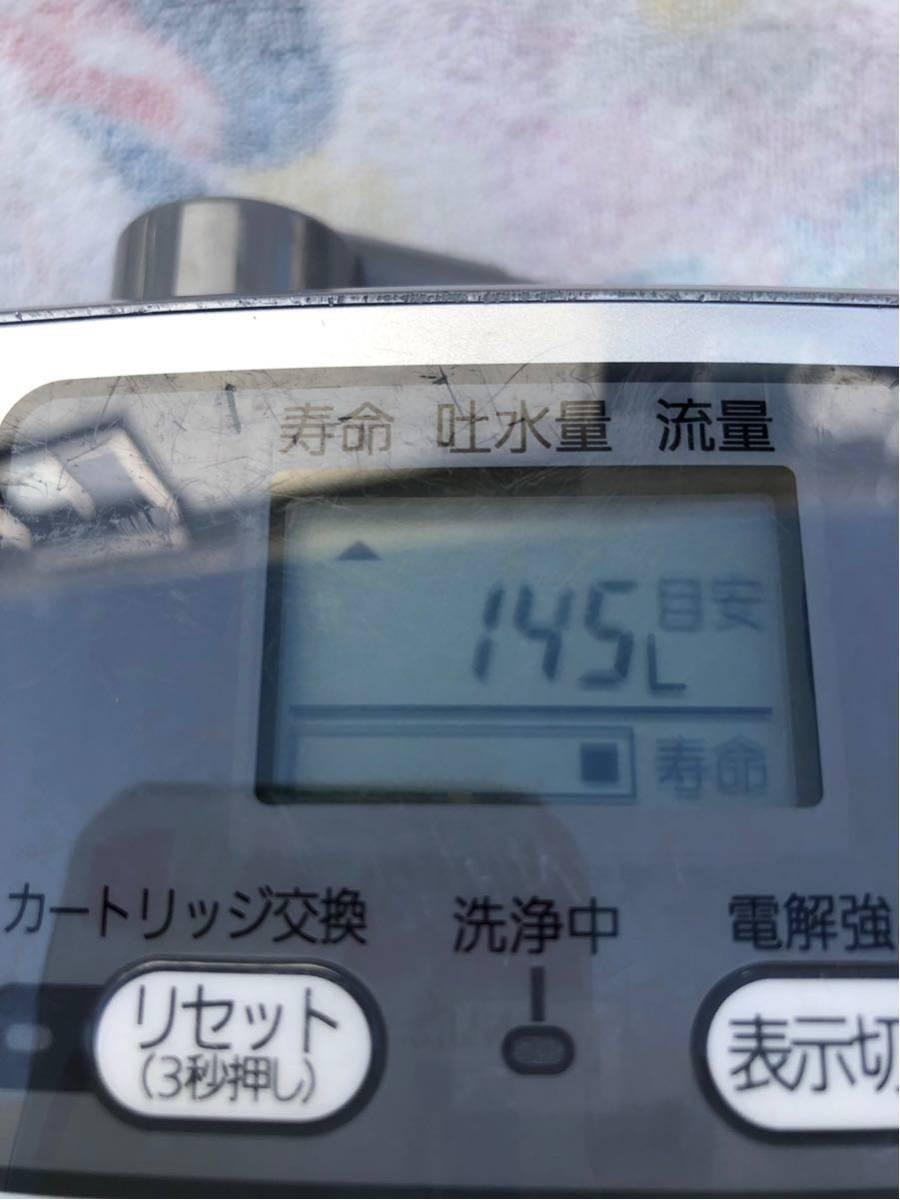 寿命 吐水量 流量
145L 目安
寿命
カートリッジ交換 洗浄中 電解強
リセット 表示切
(3秒押し)